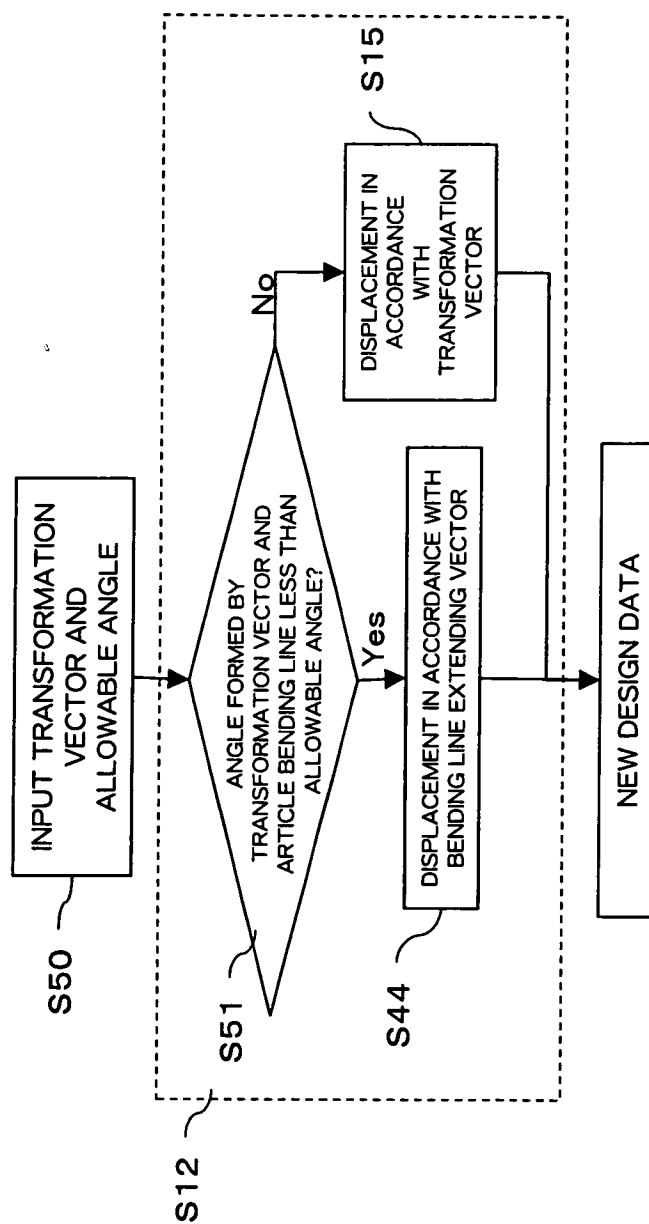 INPUT TRANSFORMATION
VECTOR AND
ALLOWABLE ANGLE
S50
S12
S51
ANGLE FORMED BY
TRANSFORMATION VECTOR AND
ARTICLE BENDING LINE LESS THAN
ALLOWABLE ANGLE?
No
Yes
S15
DISPLACEMENT IN
ACCORDANCE
WITH
TRANSFORMATION
VECTOR
S44
DISPLACEMENT IN ACCORDANCE WITH
BENDING LINE EXTENDING VECTOR
NEW DESIGN DATA